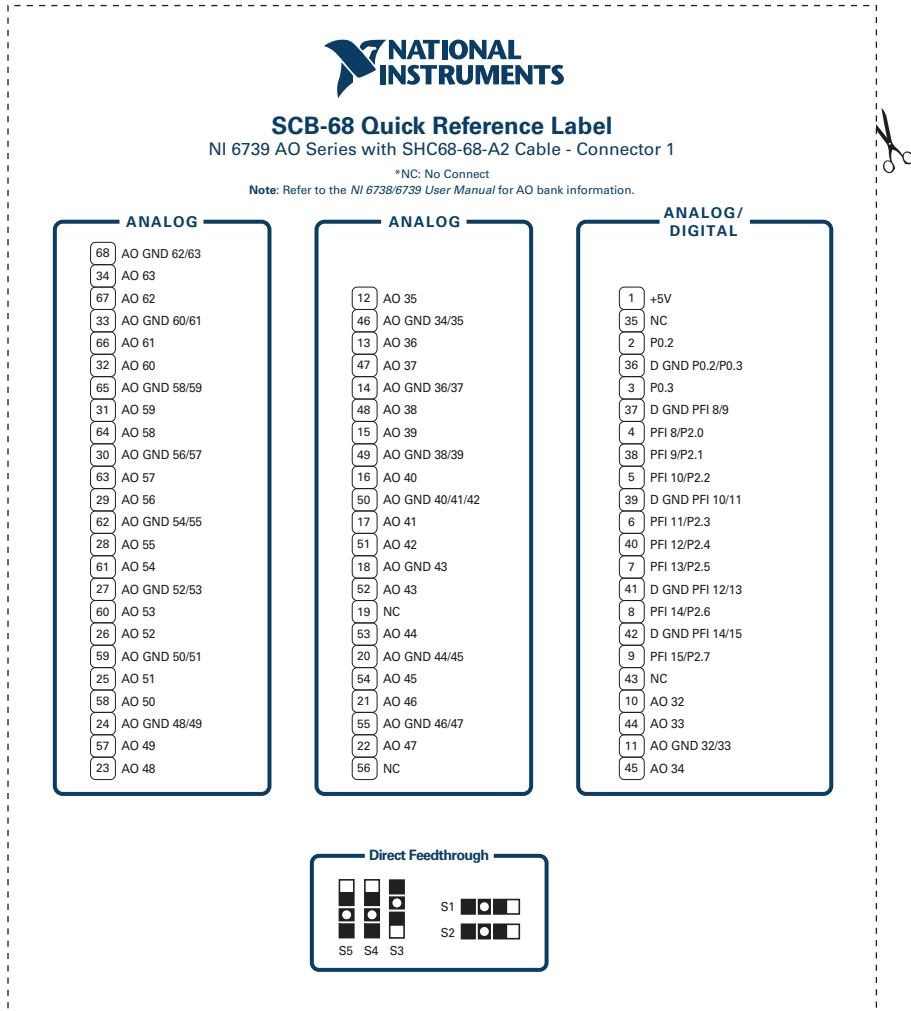 NATIONAL
INSTRUMENTS
SCB-68 Quick Reference Label
NI 6739 AO Series with SHC68-68-A2 Cable - Connector 1
*NC: No Connect
Note: Refer to the NI 6738/6739 User Manual for AO bank information.
ANALOG
68 AO GND 62/63
34 AO 63
67 AO 62
33 AO GND 60/61
66 AO 61
32 AO 60
65 AO GND 58/59
31 AO 59
64 AO 58
30 AO GND 56/57
63 AO 57
29 AO 56
62 AO GND 54/55
28 AO 55
61 AO 54
27 AO GND 52/53
60 AO 53
26 AO 52
59 AO GND 50/51
25 AO 51
58 AO 50
24 AO GND 48/49
57 AO 49
23 AO 48
ANALOG
12 AO 35
46 AO GND 34/35
13 AO 36
47 AO 37
14 AO GND 36/37
48 AO 38
15 AO 39
49 AO GND 38/39
16 AO 40
50 AO GND 40/41/42
17 AO 41
51 AO 42
18 AO GND 43
52 AO 43
19 NC
53 AO 44
20 AO GND 44/45
54 AO 45
21 AO 46
55 AO GND 46/47
22 AO 47
56 NC
ANALOG/
DIGITAL
1 +5V
35 NC
2 P0.2
36 D GND P0.2/P0.3
3 P0.3
37 D GND PFI 8/9
4 PFI 8/P2.0
38 PFI 9/P2.1
5 PFI 10/P2.2
39 D GND PFI 10/11
6 PFI 11/P2.3
40 PFI 12/P2.4
7 PFI 13/P2.5
41 D GND PFI 12/13
8 PFI 14/P2.6
42 D GND PFI 14/15
9 PFI 15/P2.7
43 NC
10 AO 32
44 AO 33
11 AO GND 32/33
45 AO 34
Direct Feedthrough
S5 S4 S3
S1
S2